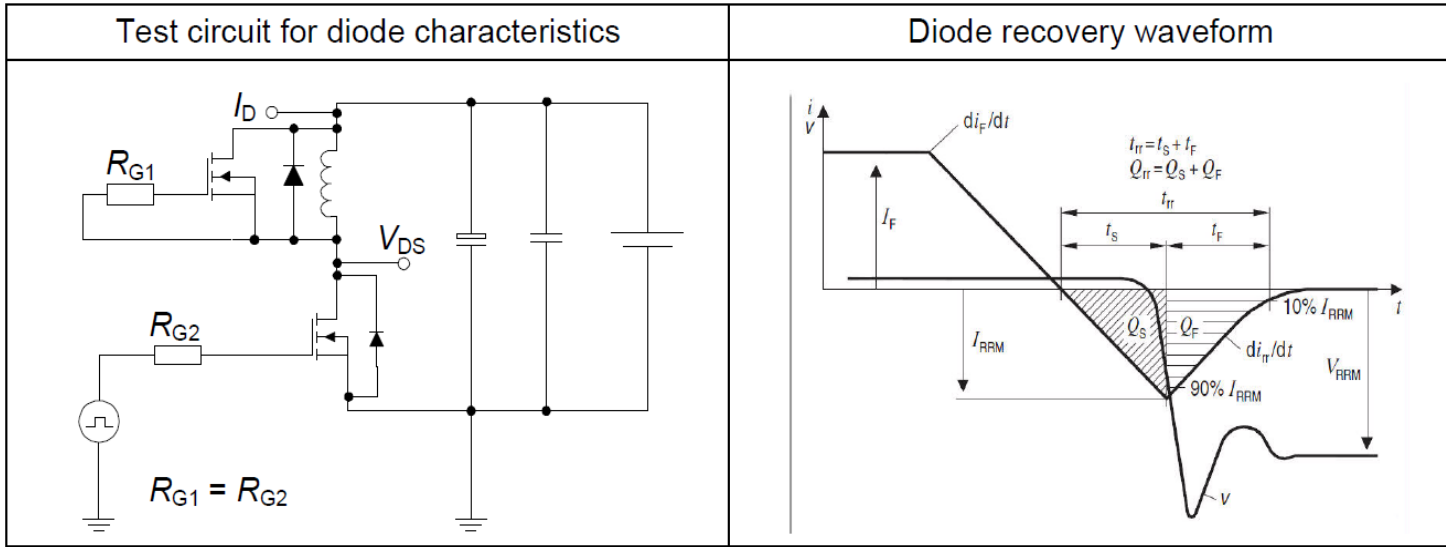 Test circuit for diode characteristics
Diode recovery waveform
I_D
R_G1
V_DS
R_G2
R_G1 = R_G2
i
v
di_F/dt
t_rr = t_S + t_F
Q_rr = Q_S + Q_F
t_rr
I_F
t_S
t_F
Q_S
Q_F
10% I_RRM
t
I_RRM
di_rr/dt
90% I_RRM
V_RRM
v